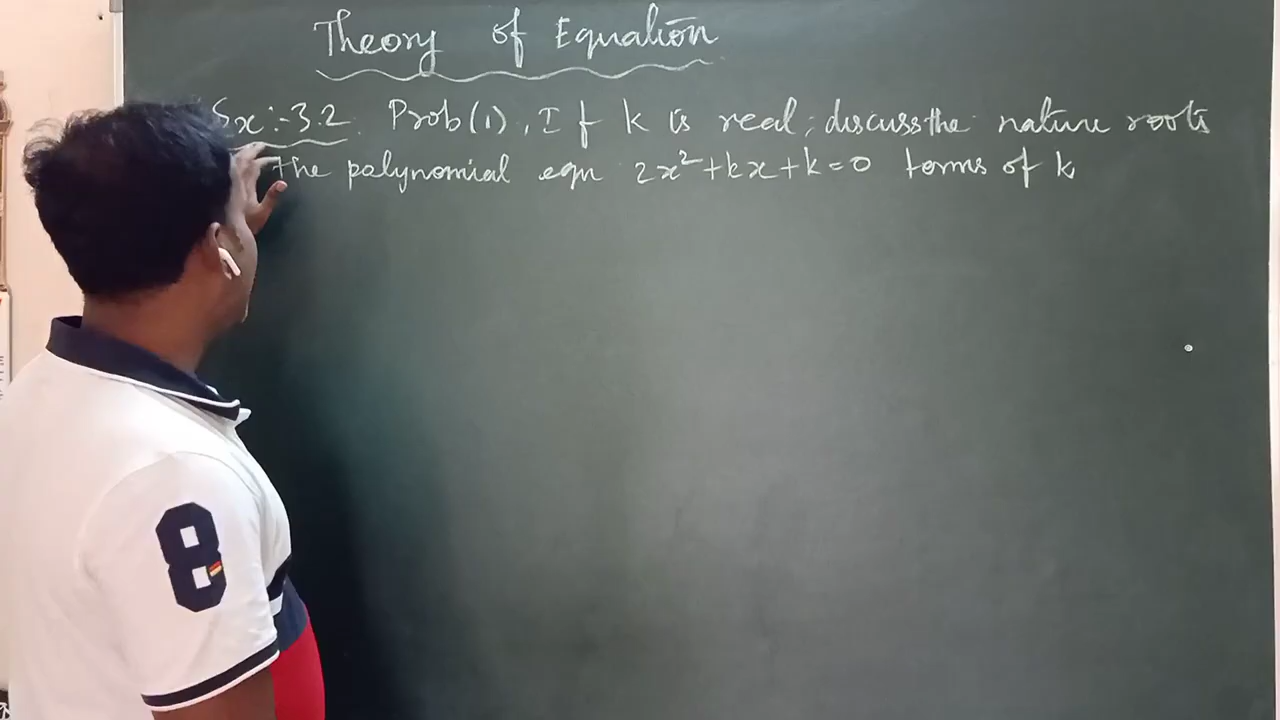 Theory of Equation
Ex:-3.2. Prob(1), If k is real, discuss the nature roots
the polynomial eqn 2x²+kx+k=0 terms of k
8